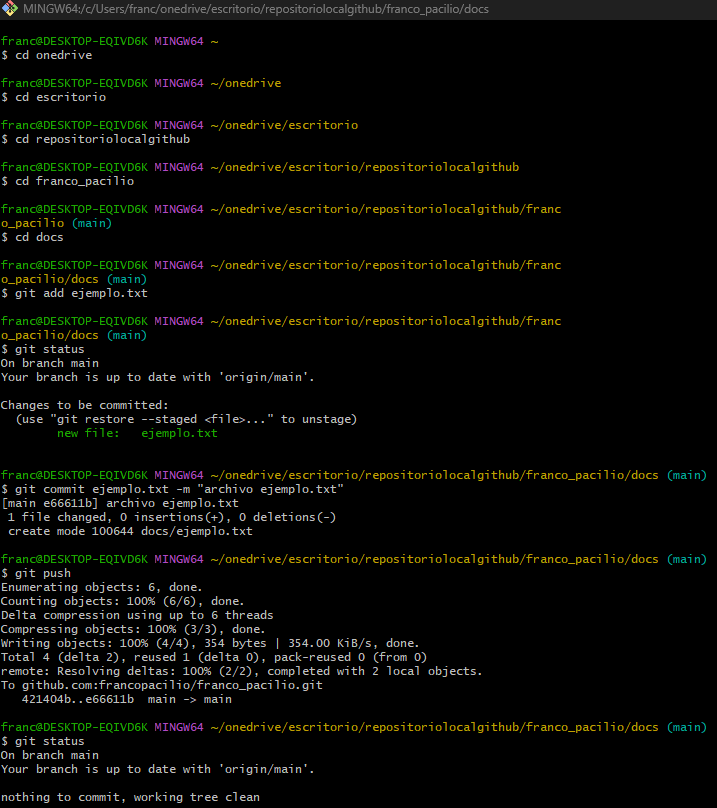 MINGW64:/c/Users/franc/onedrive/escritorio/repositoriolocalgithub/franco_pacilio/docs
franc@DESKTOP-EQIVD6K MINGW64 ~
$ cd onedrive
franc@DESKTOP-EQIVD6K MINGW64 ~/onedrive
$ cd escritorio
franc@DESKTOP-EQIVD6K MINGW64 ~/onedrive/escritorio
$ cd repositoriolocalgithub
franc@DESKTOP-EQIVD6K MINGW64 ~/onedrive/escritorio/repositoriolocalgithub
$ cd franco_pacilio
franc@DESKTOP-EQIVD6K MINGW64 ~/onedrive/escritorio/repositoriolocalgithub/franc
o_pacilio (main)
$ cd docs
franc@DESKTOP-EQIVD6K MINGW64 ~/onedrive/escritorio/repositoriolocalgithub/franc
o_pacilio/docs (main)
$ git add ejemplo.txt
franc@DESKTOP-EQIVD6K MINGW64 ~/onedrive/escritorio/repositoriolocalgithub/franc
o_pacilio/docs (main)
$ git status
On branch main
Your branch is up to date with 'origin/main'.
Changes to be committed:
  (use "git restore --staged <file>..." to unstage)
        new file:   ejemplo.txt
franc@DESKTOP-EQIVD6K MINGW64 ~/onedrive/escritorio/repositoriolocalgithub/franco_pacilio/docs (main)
$ git commit ejemplo.txt -m "archivo ejemplo.txt"
[main e66611b] archivo ejemplo.txt
 1 file changed, 0 insertions(+), 0 deletions(-)
 create mode 100644 docs/ejemplo.txt
franc@DESKTOP-EQIVD6K MINGW64 ~/onedrive/escritorio/repositoriolocalgithub/franco_pacilio/docs (main)
$ git push
Enumerating objects: 6, done.
Counting objects: 100% (6/6), done.
Delta compression using up to 6 threads
Compressing objects: 100% (3/3), done.
Writing objects: 100% (4/4), 354 bytes | 354.00 KiB/s, done.
Total 4 (delta 2), reused 1 (delta 0), pack-reused 0 (from 0)
remote: Resolving deltas: 100% (2/2), completed with 2 local objects.
To github.com:francopacilio/franco_pacilio.git
   421404b..e66611b  main -> main
franc@DESKTOP-EQIVD6K MINGW64 ~/onedrive/escritorio/repositoriolocalgithub/franco_pacilio/docs (main)
$ git status
On branch main
Your branch is up to date with 'origin/main'.
nothing to commit, working tree clean